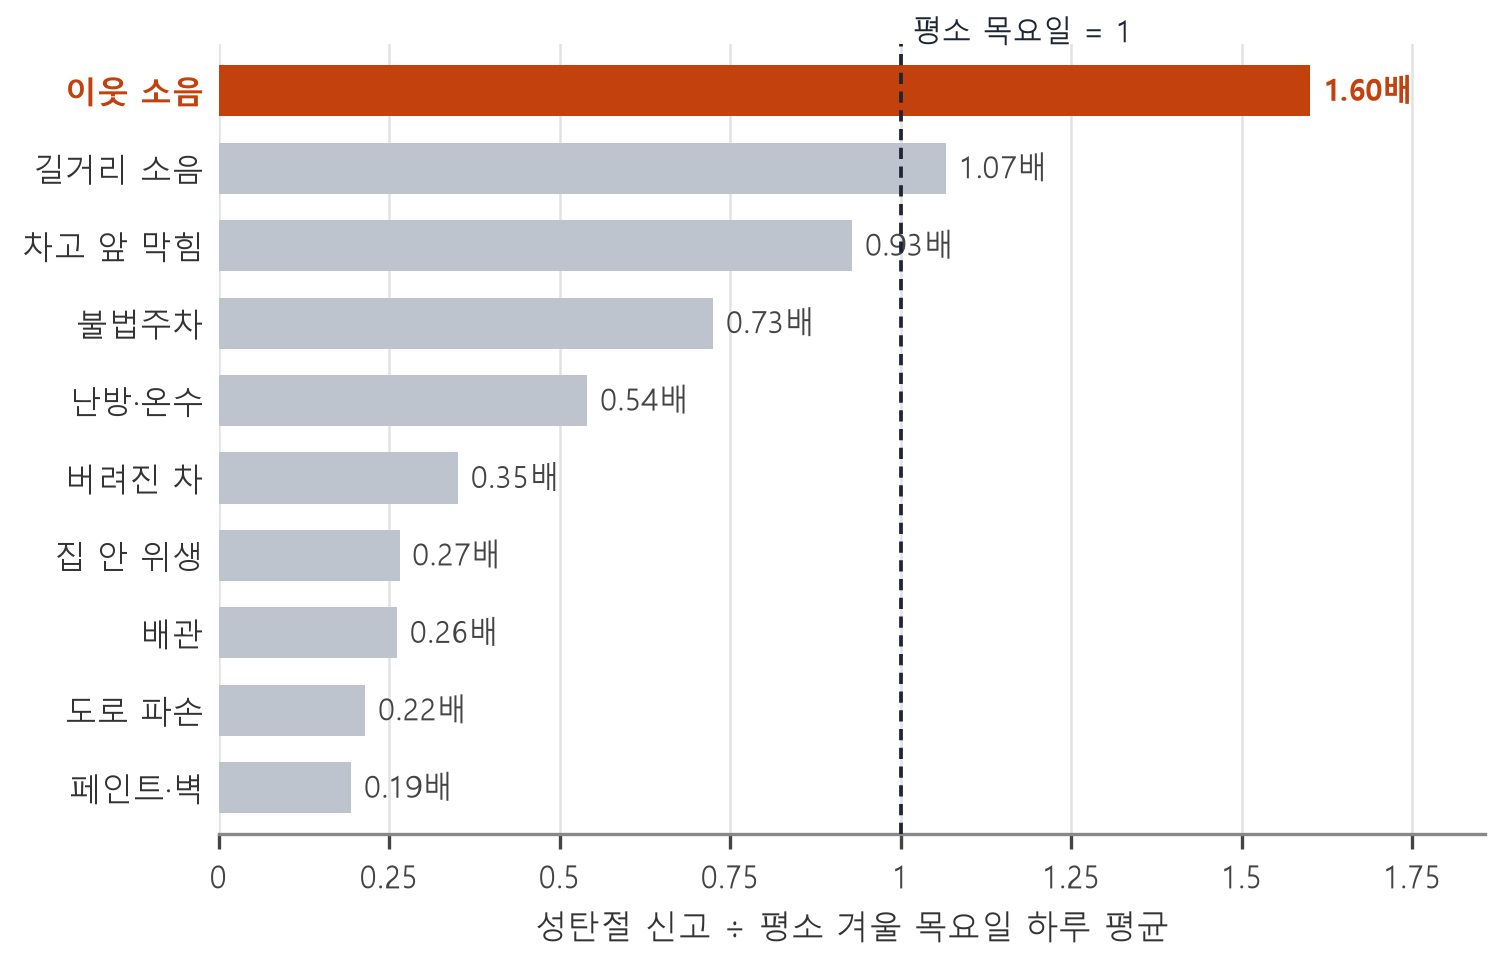 평소 목요일 = 1
이웃 소음 1.60배
길거리 소음 1.07배
차고 앞 막힘 0.93배
불법주차 0.73배
난방·온수 0.54배
버려진 차 0.35배
집 안 위생 0.27배
배관 0.26배
도로 파손 0.22배
페인트·벽 0.19배
0 0.25 0.5 0.75 1 1.25 1.5 1.75
성탄절 신고 ÷ 평소 겨울 목요일 하루 평균